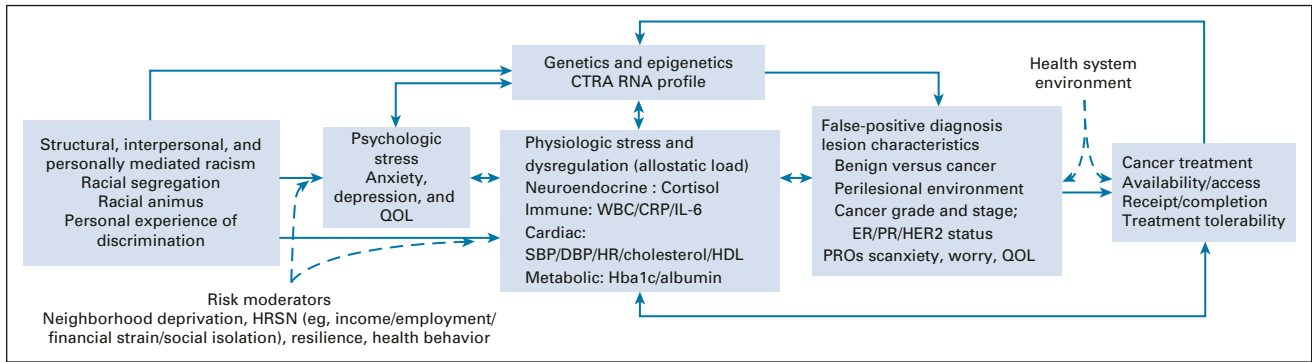 Genetics and epigenetics
CTRA RNA profile
Health system
environment
Structural, interpersonal, and
personally mediated racism
Racial segregation
Racial animus
Personal experience of
discrimination
Psychologic
stress
Anxiety,
depression, and
QOL
Physiologic stress and
dysregulation (allostatic load)
Neuroendocrine : Cortisol
Immune: WBC/CRP/IL-6
Cardiac:
SBP/DBP/HR/cholesterol/HDL
Metabolic: Hba1c/albumin
False-positive diagnosis
lesion characteristics
Benign versus cancer
Perilesional environment
Cancer grade and stage;
ER/PR/HER2 status
PROs scanxiety, worry, QOL
Cancer treatment
Availability/access
Receipt/completion
Treatment tolerability
Risk moderators
Neighborhood deprivation, HRSN (eg, income/employment/
financial strain/social isolation), resilience, health behavior